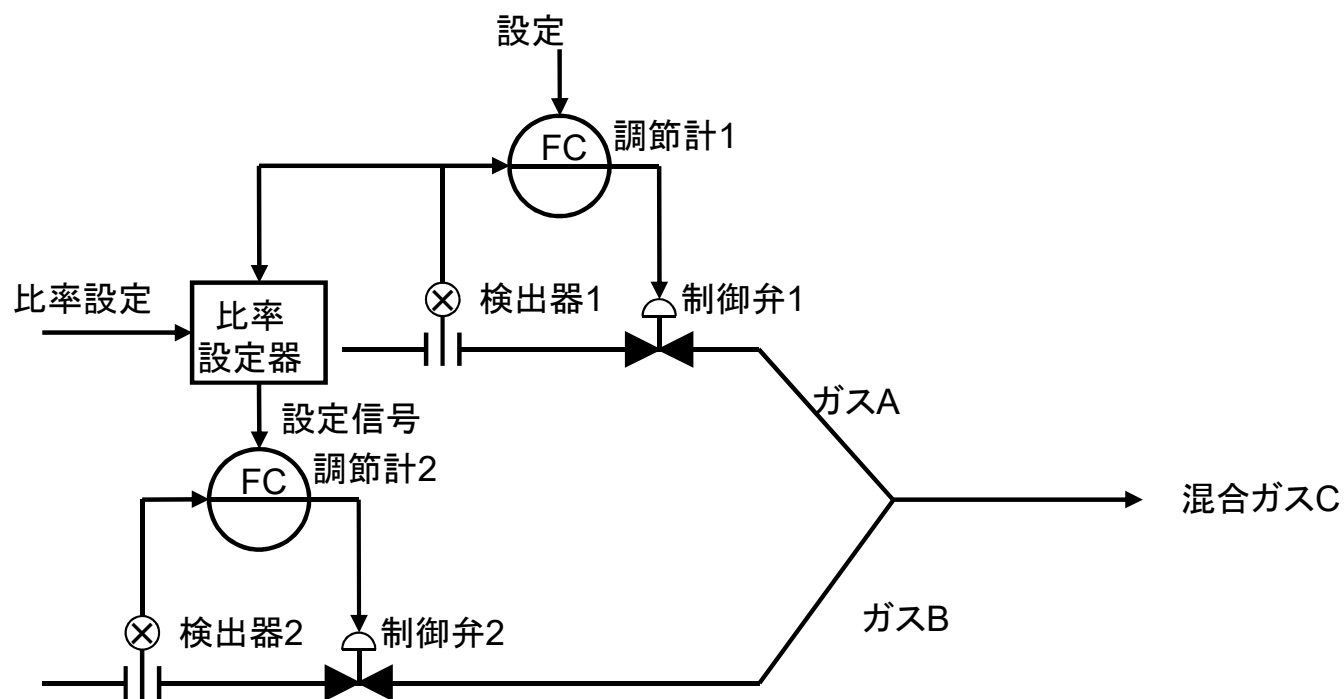 設定
FC
調節計1
比率設定
比率
設定器
検出器1
制御弁1
ガスA
設定信号
FC
調節計2
混合ガスC
ガスB
検出器2
制御弁2